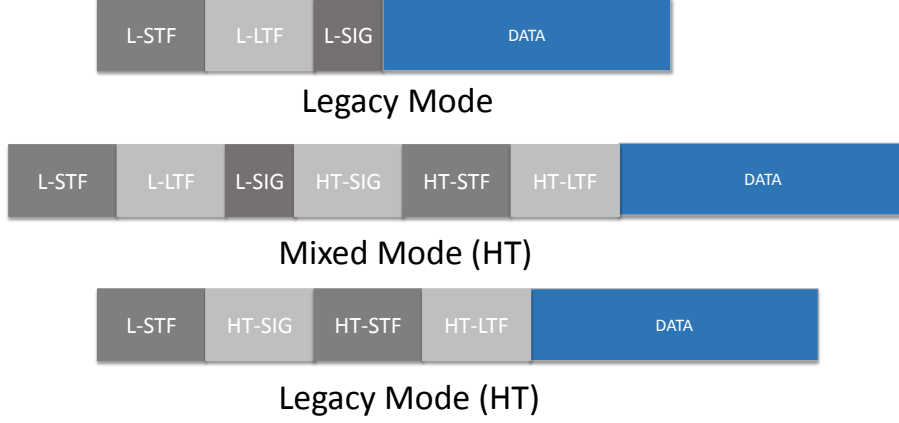 L-STF L-LTF L-SIG DATA
Legacy Mode
L-STF L-LTF L-SIG HT-SIG HT-STF HT-LTF DATA
Mixed Mode (HT)
L-STF HT-SIG HT-STF HT-LTF DATA
Legacy Mode (HT)